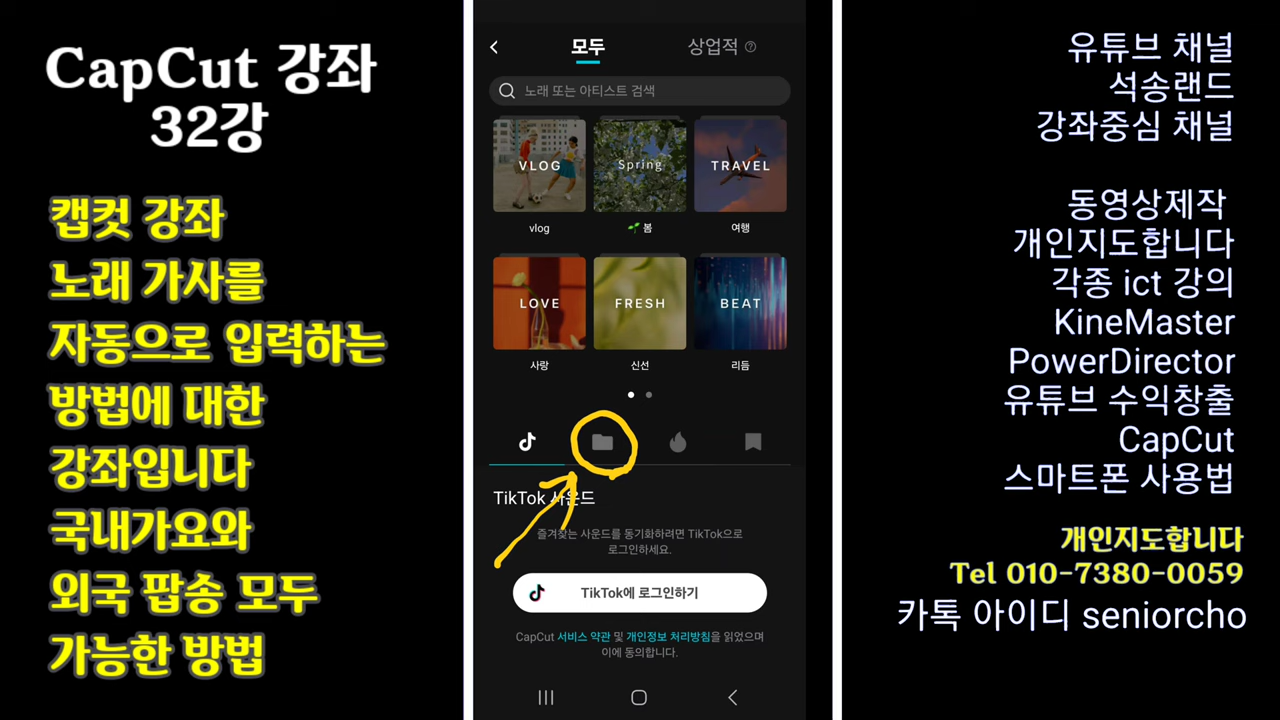 CapCut 강좌
32강
캡컷 강좌
노래 가사를
자동으로 입력하는
방법에 대한
강좌입니다
국내가요와
외국 팝송 모두
가능한 방법
모두
상업적 ?
노래 또는 아티스트 검색
VLOG
Spring
TRAVEL
vlog
🌱 봄
여행
LOVE
FRESH
BEAT
사랑
신선
리듬
TikTok 사운드
즐겨찾는 사운드를 동기화하려면 TikTok으로
로그인하세요.
TikTok에 로그인하기
CapCut 서비스 약관 및 개인정보 처리방침을 읽었으며
이에 동의합니다.
유튜브 채널
석송랜드
강좌중심 채널
동영상제작
개인지도합니다
각종 ict 강의
KineMaster
PowerDirector
유튜브 수익창출
CapCut
스마트폰 사용법
개인지도합니다
Tel 010-7380-0059
카톡 아이디 seniorcho